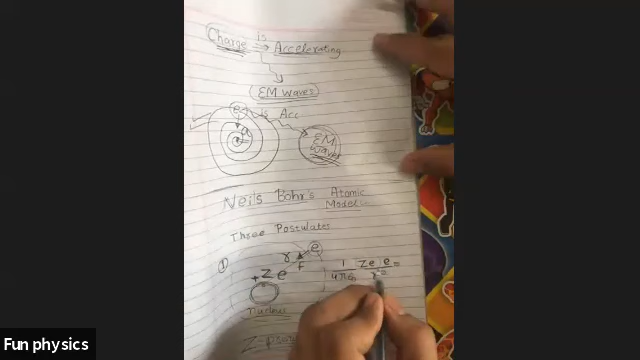 Charge is Accelerating
EM waves
e is Acc
EM
waves
Neils Bohr's Atomic
Model
Three Postulates
① r e
F
+Ze
nucleus
1/4πε₀ Ze e/r² =
Fun physics